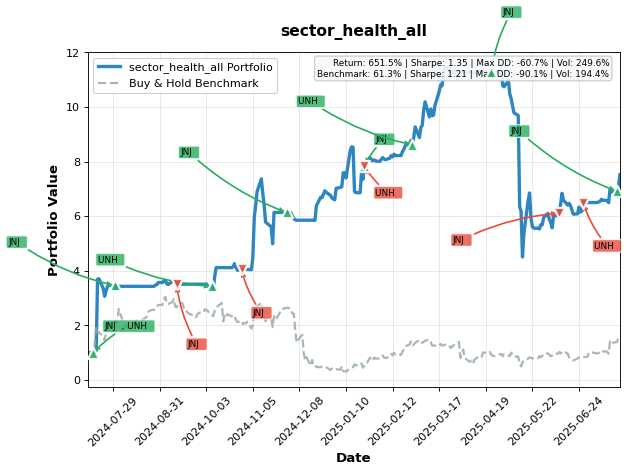 sector_health_all
JNJ
sector_health_all Portfolio
Buy & Hold Benchmark
Return: 651.5% | Sharpe: 1.35 | Max DD: -60.7% | Vol: 249.6%
Benchmark: 61.3% | Sharpe: 1.21 | Max DD: -90.1% | Vol: 194.4%
UNH
JNJ
JNJ
JNJ
UNH
JNJ
JNJ
UNH
UNH
JNJ
JNJ , UNH
JNJ
12
10
8
6
4
2
0
Portfolio Value
2024-07-29
2024-08-31
2024-10-03
2024-11-05
2024-12-08
2025-01-10
2025-02-12
2025-03-17
2025-04-19
2025-05-22
2025-06-24
Date